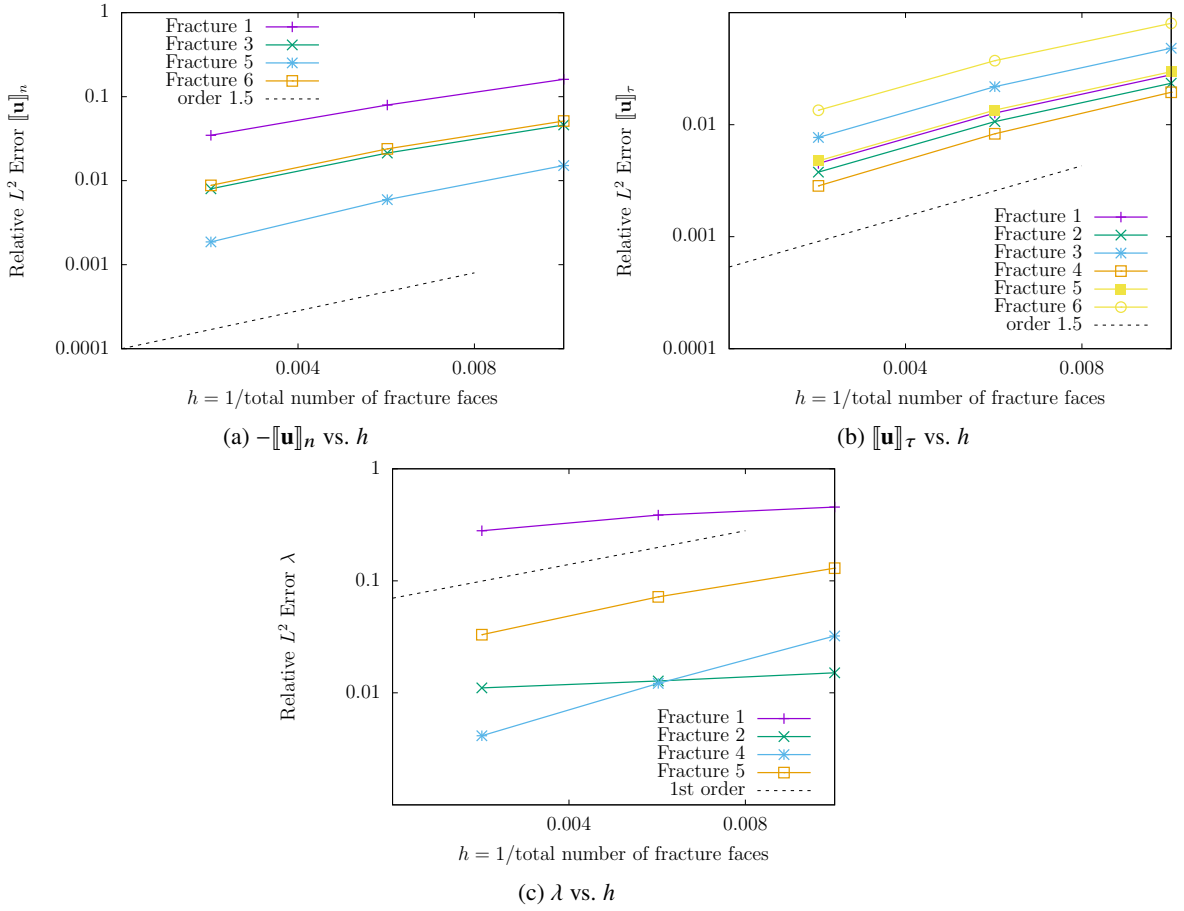 1
0.1
0.01
0.001
0.0001
0.004
0.008
Relative L² Error ⟦𝐮⟧ₙ
h = 1/total number of fracture faces
Fracture 1
Fracture 3
Fracture 5
Fracture 6
order 1.5
(a) −⟦𝐮⟧ₙ vs. h
0.01
0.001
0.0001
0.004
0.008
Relative L² Error ⟦𝐮⟧τ
h = 1/total number of fracture faces
Fracture 1
Fracture 2
Fracture 3
Fracture 4
Fracture 5
Fracture 6
order 1.5
(b) ⟦𝐮⟧τ vs. h
1
0.1
0.01
0.004
0.008
Relative L² Error λ
h = 1/total number of fracture faces
Fracture 1
Fracture 2
Fracture 4
Fracture 5
1st order
(c) λ vs. h